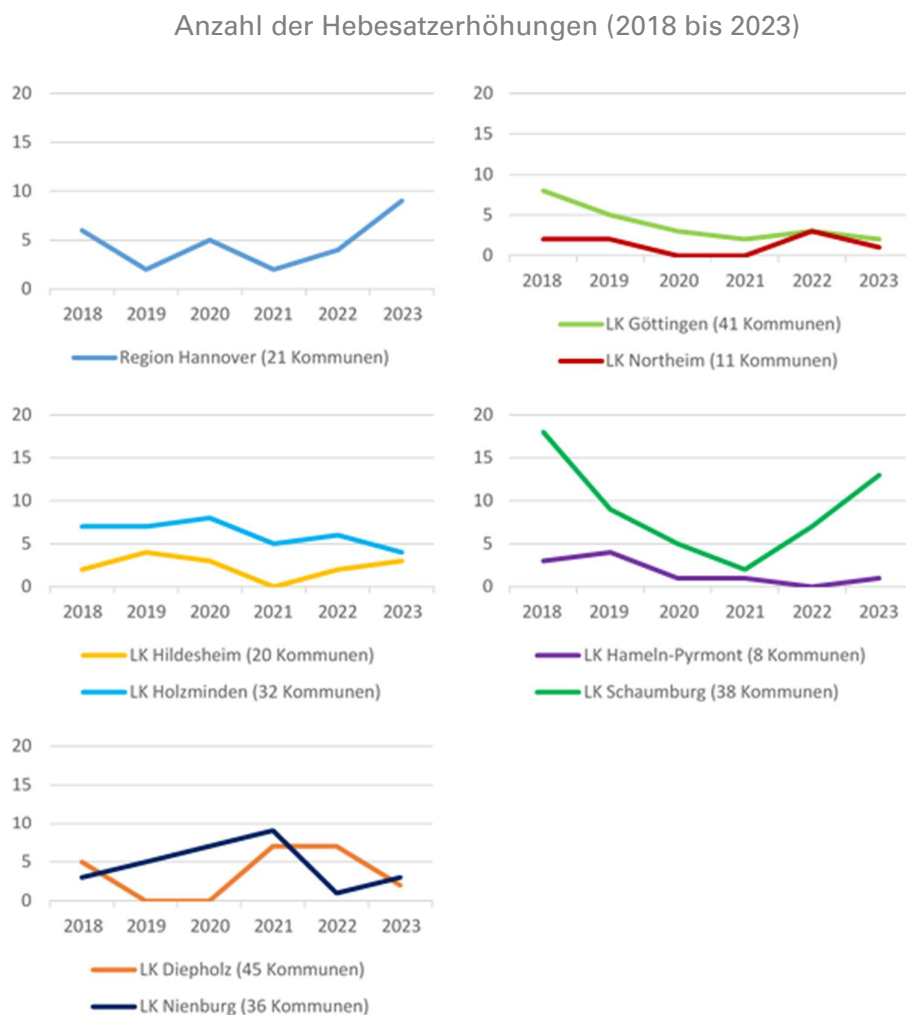 Anzahl der Hebesatzerhöhungen (2018 bis 2023)
20
15
10
5
0
2018 2019 2020 2021 2022 2023
Region Hannover (21 Kommunen)
20
15
10
5
0
2018 2019 2020 2021 2022 2023
LK Göttingen (41 Kommunen)
LK Northeim (11 Kommunen)
20
15
10
5
0
2018 2019 2020 2021 2022 2023
LK Hildesheim (20 Kommunen)
LK Holzminden (32 Kommunen)
20
15
10
5
0
2018 2019 2020 2021 2022 2023
LK Hameln-Pyrmont (8 Kommunen)
LK Schaumburg (38 Kommunen)
20
15
10
5
0
2018 2019 2020 2021 2022 2023
LK Diepholz (45 Kommunen)
LK Nienburg (36 Kommunen)